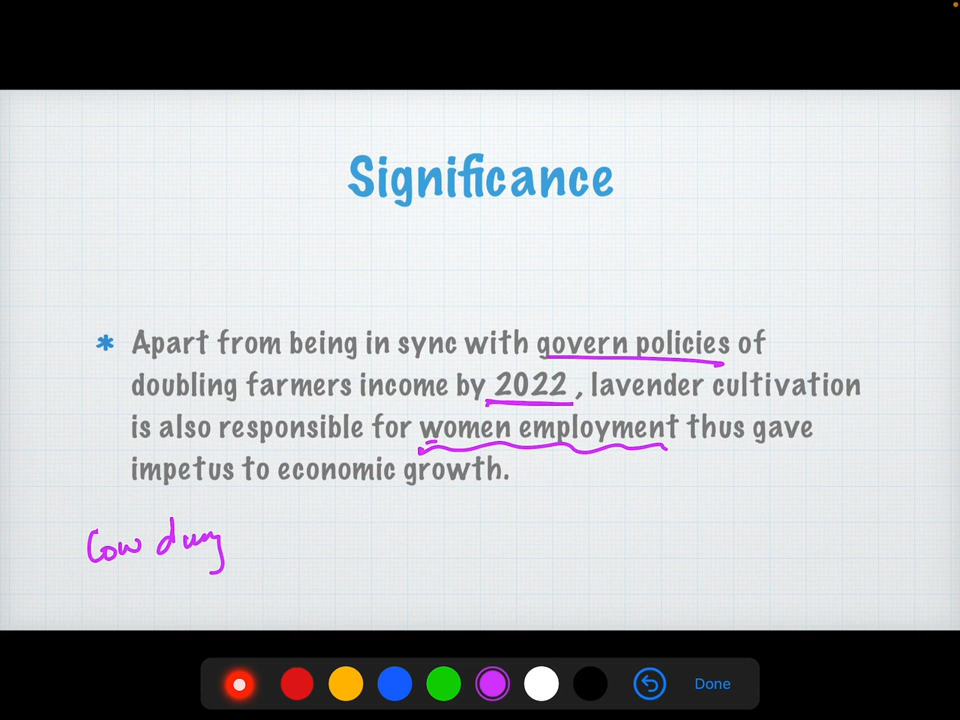 Significance
* Apart from being in sync with govern policies of
doubling farmers income by 2022 , lavender cultivation
is also responsible for women employment thus gave
impetus to economic growth.
Cow dung
Done